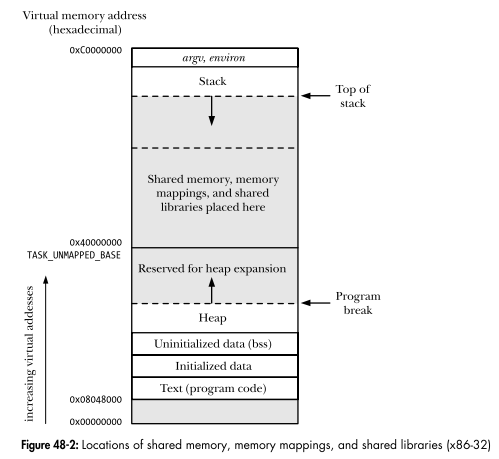 Virtual memory address
(hexadecimal)
0xC0000000
argv, environ
Stack
Top of
stack
Shared memory, memory
mappings, and shared
libraries placed here
0x40000000
TASK_UNMAPPED_BASE
Reserved for heap expansion
Program
break
Heap
Uninitialized data (bss)
Initialized data
Text (program code)
0x08048000
0x00000000
increasing virtual addesses
Figure 48-2: Locations of shared memory, memory mappings, and shared libraries (x86-32)